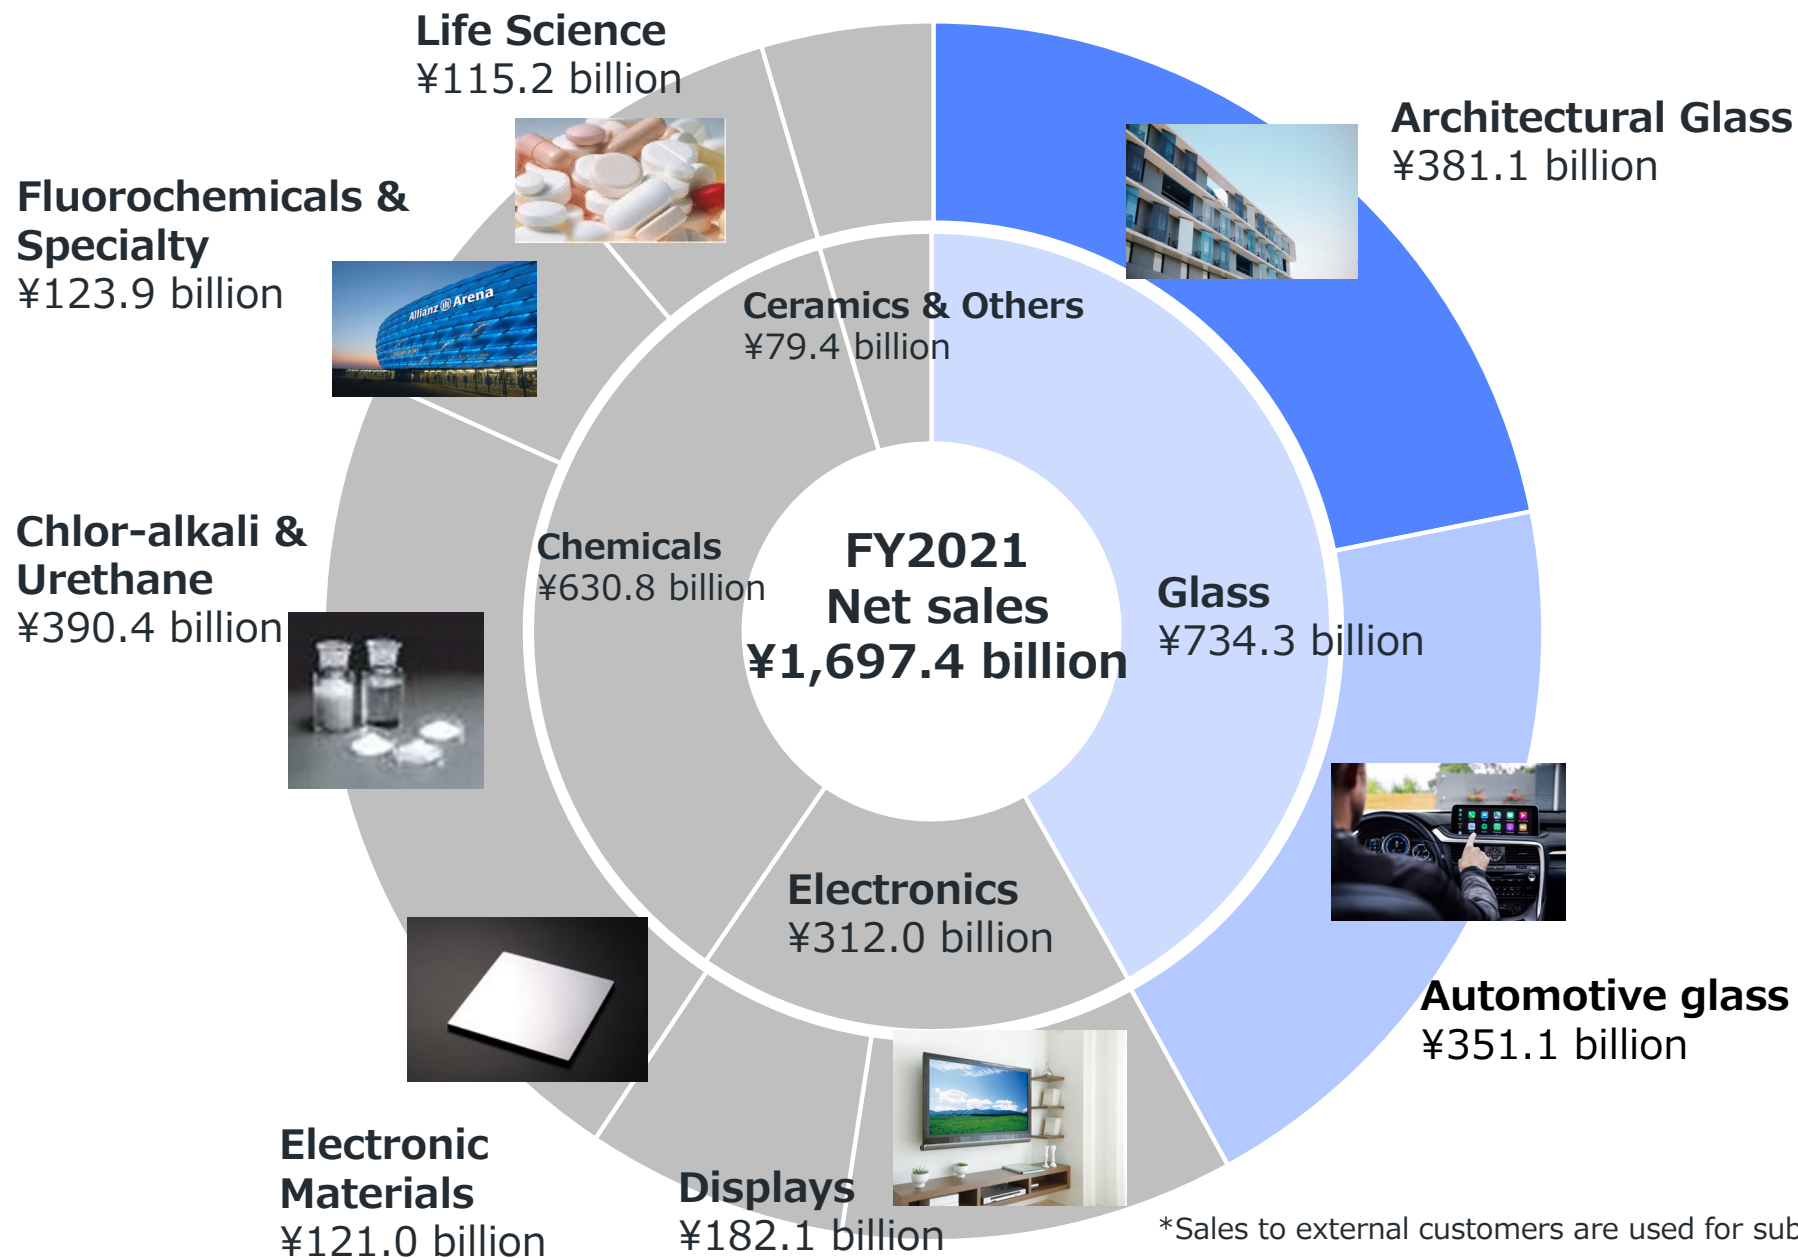 Life Science
¥115.2 billion
Architectural Glass
¥381.1 billion
Fluorochemicals &
Specialty
¥123.9 billion
Allianz Arena
Ceramics & Others
¥79.4 billion
Chlor-alkali &
Urethane
¥390.4 billion
Chemicals
¥630.8 billion
FY2021
Net sales
¥1,697.4 billion
Glass
¥734.3 billion
Electronics
¥312.0 billion
Automotive glass
¥351.1 billion
Electronic
Materials
¥121.0 billion
Displays
¥182.1 billion
*Sales to external customers are used for sub